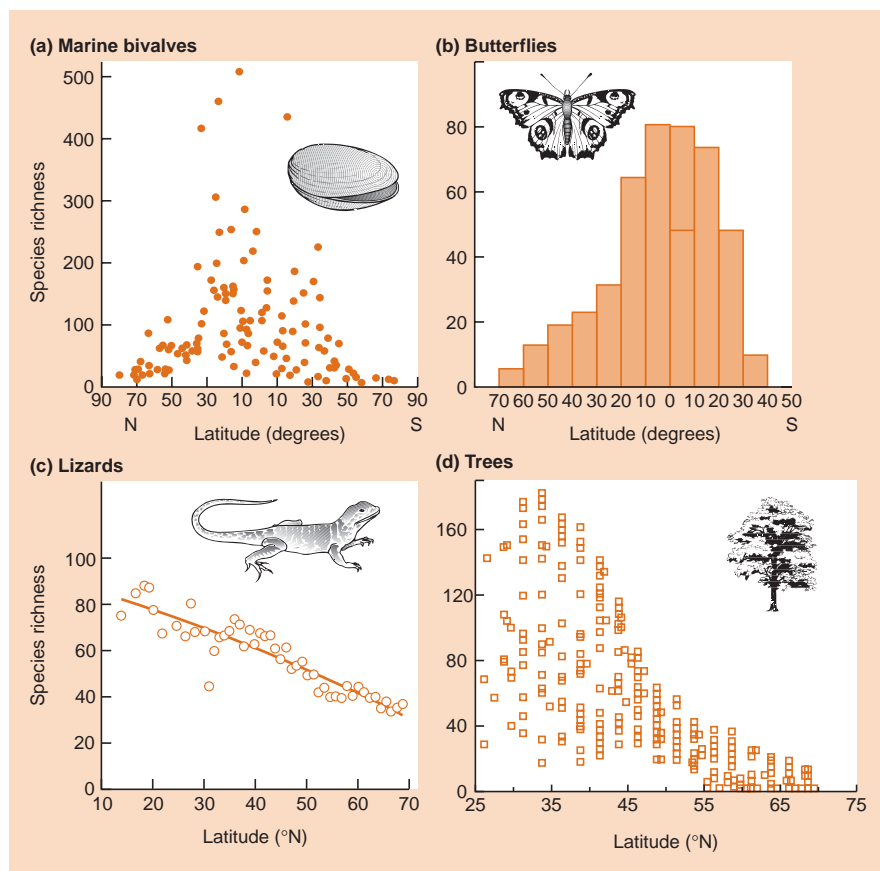 (a) Marine bivalves
500
400
300
200
100
0
Species richness
90 70 50 30 10 10 30 50 70 90
N S
Latitude (degrees)
(b) Butterflies
80
60
40
20
0
70 60 50 40 30 20 10 0 10 20 30 40 50
N S
Latitude (degrees)
(c) Lizards
100
80
60
40
20
0
Species richness
10 20 30 40 50 60 70
Latitude (°N)
(d) Trees
160
120
80
40
0
25 35 45 55 65 75
Latitude (°N)